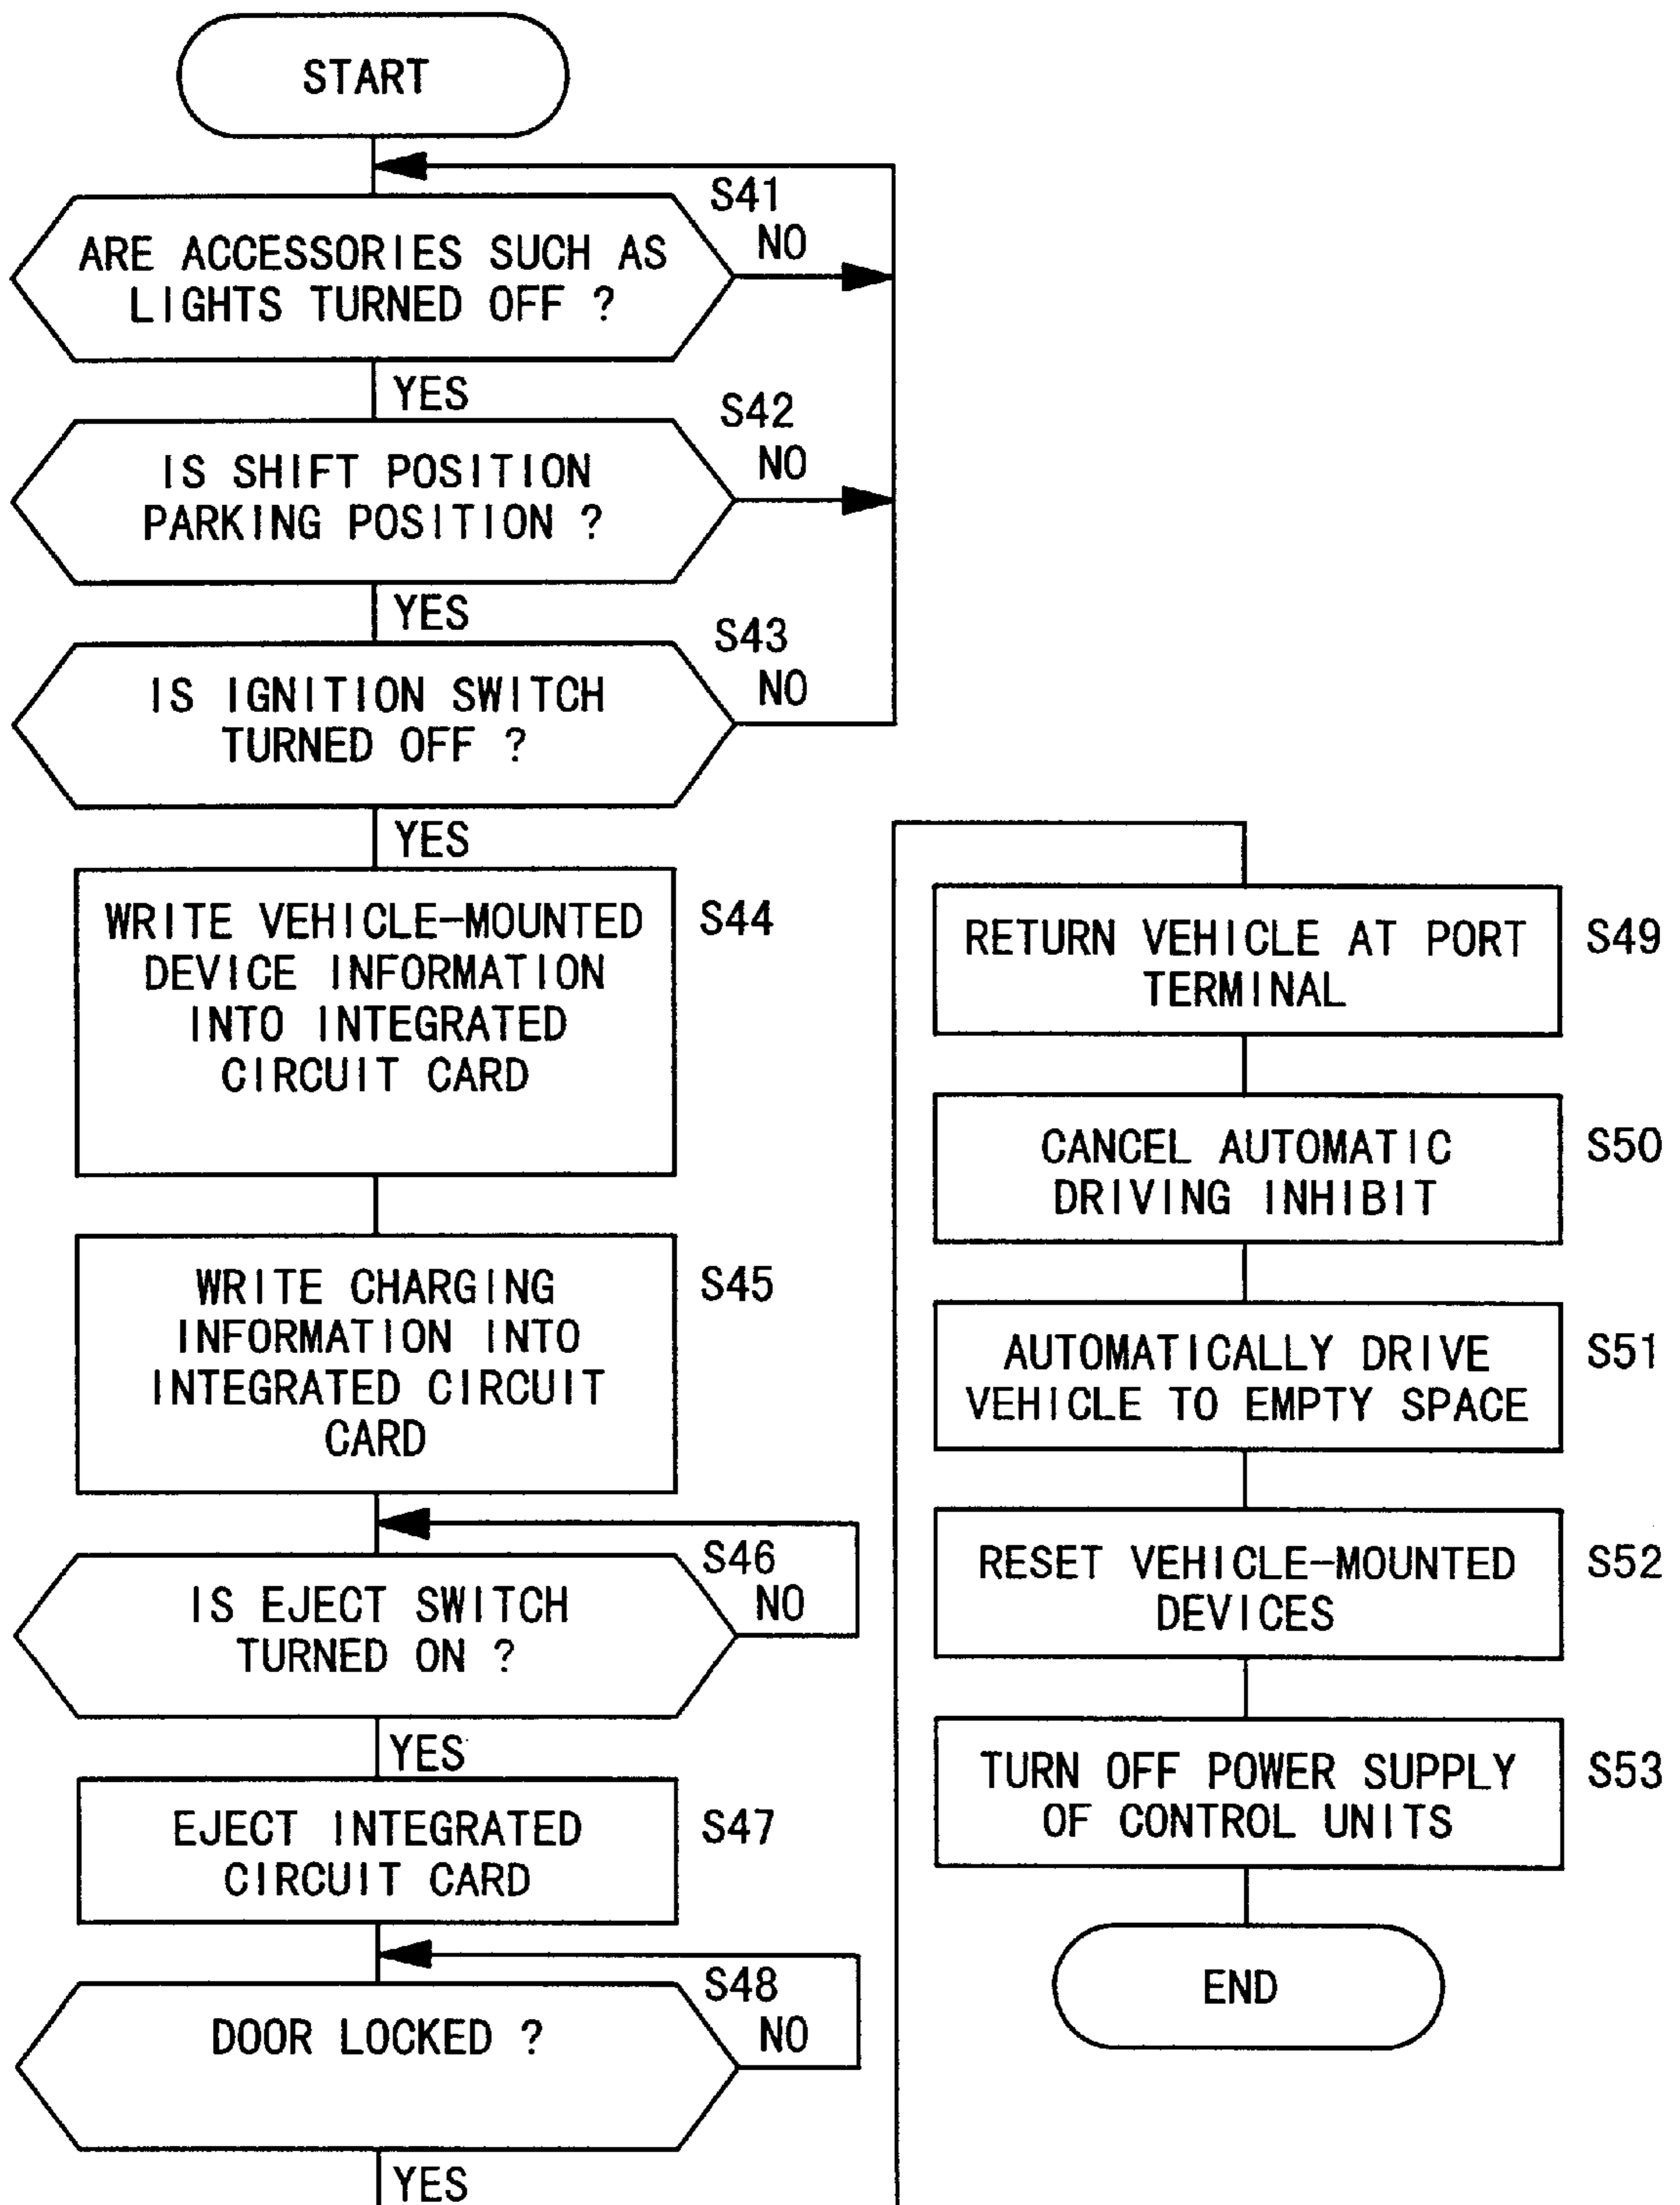 START
S41
ARE ACCESSORIES SUCH AS
LIGHTS TURNED OFF ?
NO
YES
S42
IS SHIFT POSITION
PARKING POSITION ?
NO
YES
S43
IS IGNITION SWITCH
TURNED OFF ?
NO
YES
WRITE VEHICLE-MOUNTED
DEVICE INFORMATION
INTO INTEGRATED
CIRCUIT CARD
S44
WRITE CHARGING
INFORMATION INTO
INTEGRATED CIRCUIT
CARD
S45
S46
IS EJECT SWITCH
TURNED ON ?
NO
YES
EJECT INTEGRATED
CIRCUIT CARD
S47
S48
DOOR LOCKED ?
NO
YES
RETURN VEHICLE AT PORT
TERMINAL
S49
CANCEL AUTOMATIC
DRIVING INHIBIT
S50
AUTOMATICALLY DRIVE
VEHICLE TO EMPTY SPACE
S51
RESET VEHICLE-MOUNTED
DEVICES
S52
TURN OFF POWER SUPPLY
OF CONTROL UNITS
S53
END